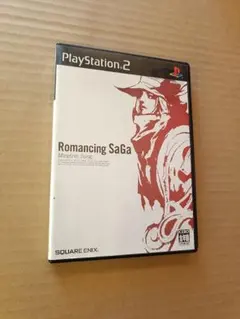 PlayStation.2
Romancing SaGa
-Minstrel Song-
SQUARE ENIX.